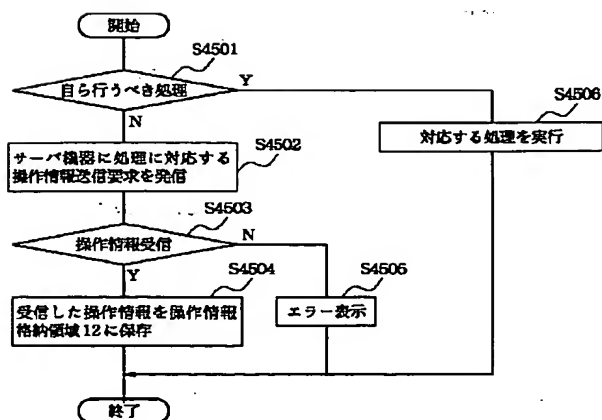 開始
S4501
自ら行うべき処理
Y
N
S4506
対応する処理を実行
S4502
サーバ機器に処理に対応する
操作情報送信要求を発信
S4503
操作情報受信
N
Y
S4504
受信した操作情報を操作情報
格納領域12に保存
S4505
エラー表示
終了